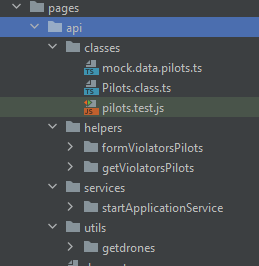 pages
api
classes
mock.data.pilots.ts
Pilots.class.ts
pilots.test.js
helpers
formViolatorsPilots
getViolatorsPilots
services
startApplicationService
utils
getdrones